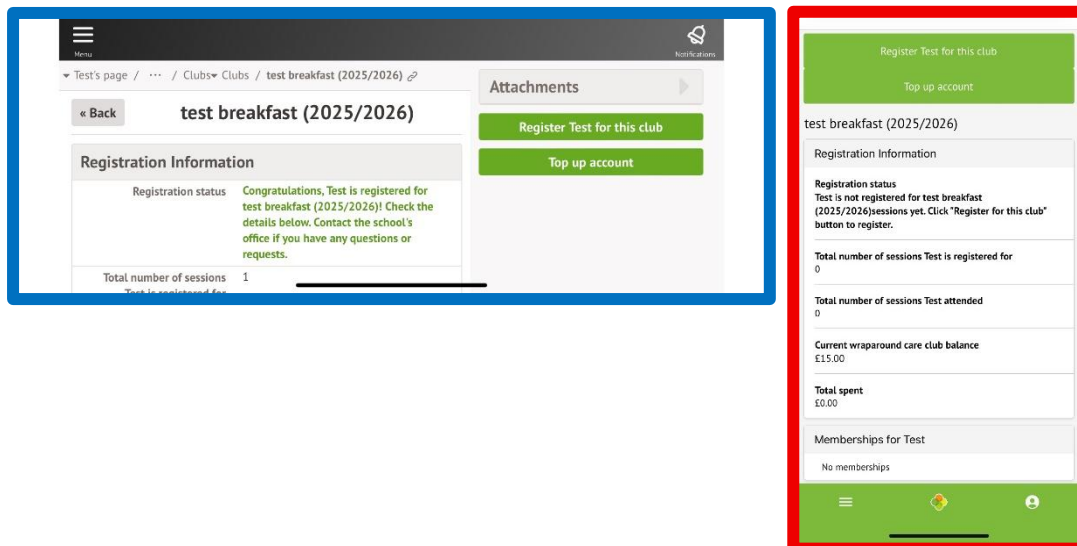 Menu
Notifications
Test's page / ··· / Clubs Clubs / test breakfast (2025/2026)
« Back
test breakfast (2025/2026)
Registration Information
Registration status
Congratulations, Test is registered for
test breakfast (2025/2026)! Check the
details below. Contact the school's
office if you have any questions or
requests.
Total number of sessions
Test is registered for
1
Attachments
Register Test for this club
Top up account
Register Test for this club
Top up account
test breakfast (2025/2026)
Registration Information
Registration status
Test is not registered for test breakfast
(2025/2026)sessions yet. Click "Register for this club"
button to register.
Total number of sessions Test is registered for
0
Total number of sessions Test attended
0
Current wraparound care club balance
£15.00
Total spent
£0.00
Memberships for Test
No memberships